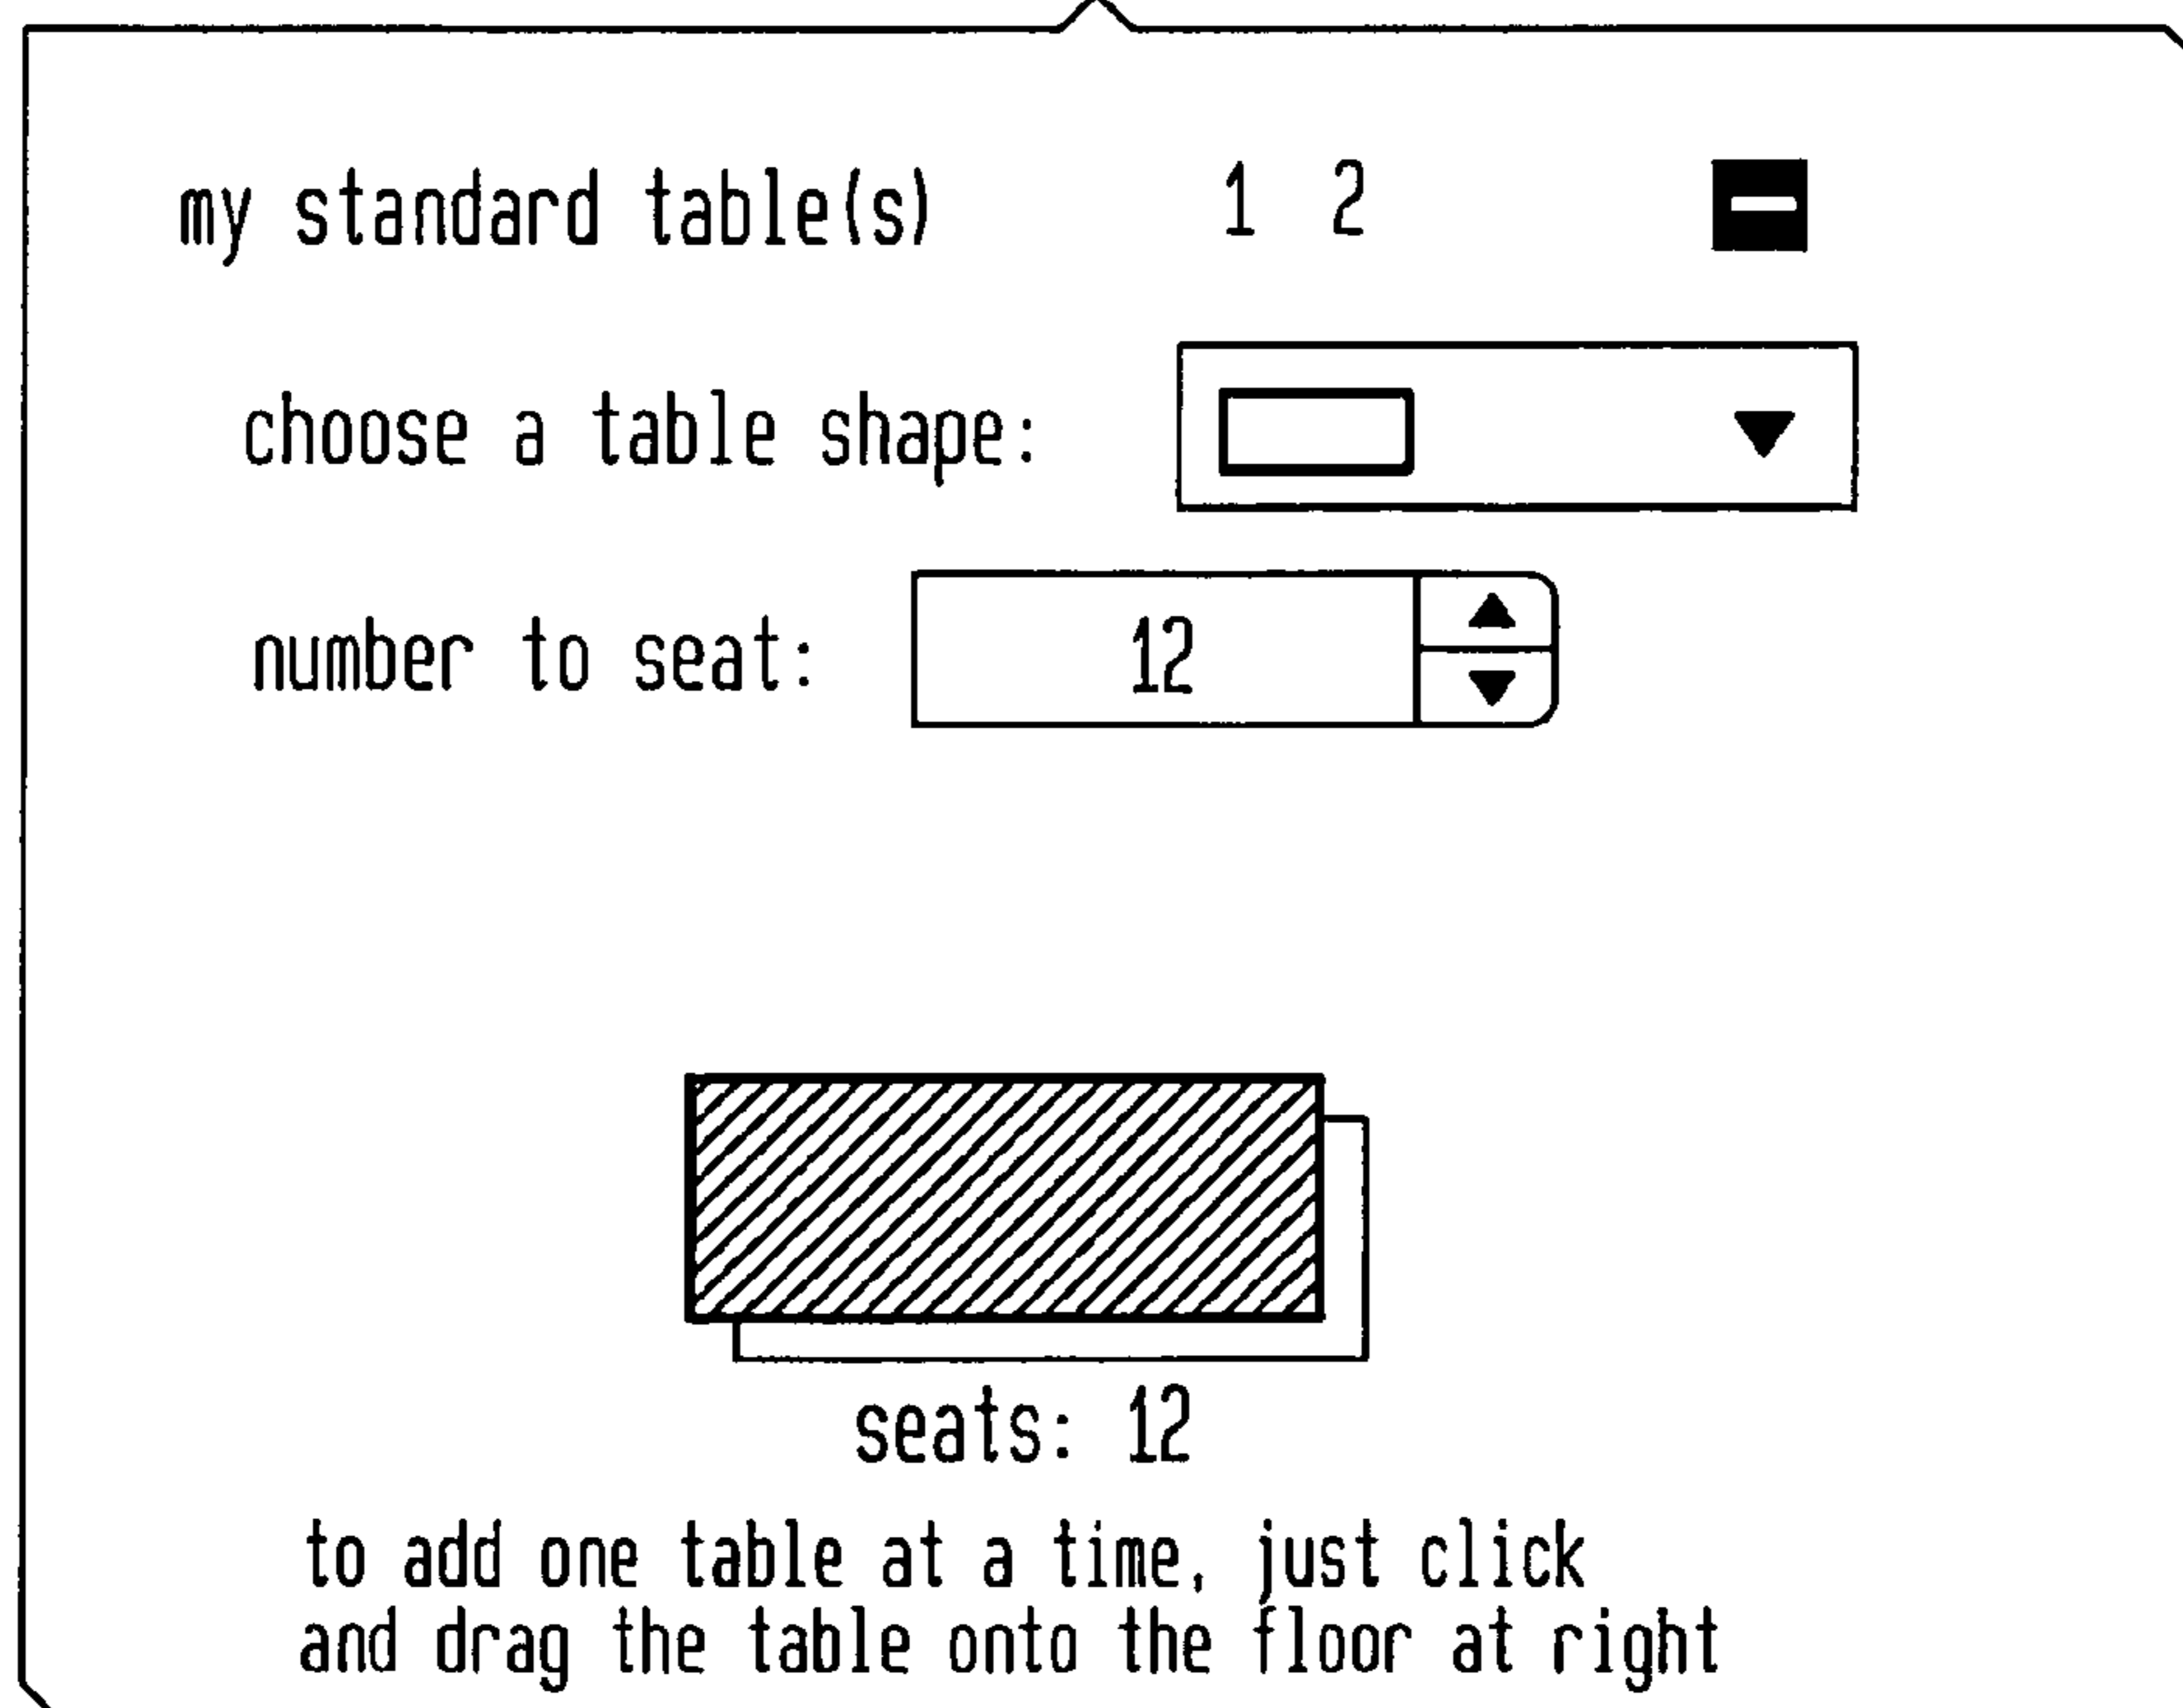 my standard table(s) 1 2
choose a table shape:
number to seat: 12
seats: 12
to add one table at a time, just click
and drag the table onto the floor at right